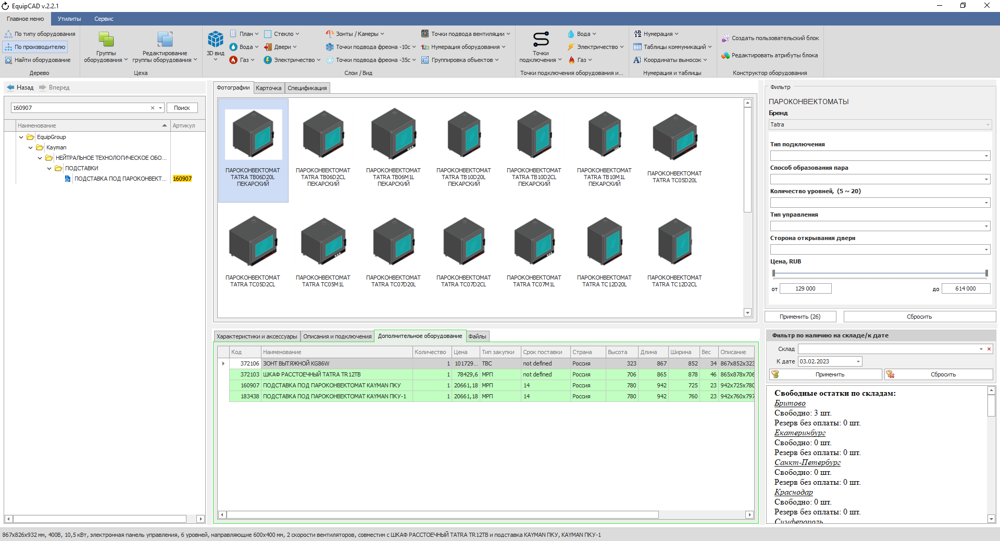 EquipCAD v.2.2.1
Главное меню
Утилиты
Сервис
По типу оборудования
По производителю
Найти оборудование
Дерево
Группы
оборудования
Редактирование
группы оборудования
Цеха
3D вид
План
Вода
Газ
Стекло
Двери
Электричество
Зонты / Камеры
Точки подвода фреона -10с
Точки подвода фреона -35с
Точки подвода вентиляции
123 Нумерация оборудования
Группировка объектов
Слои / Вид
Точки
подключения
Вода
Электричество
Газ
Точки подключения оборудования и...
AB
12
Нумерация
Таблицы коммуникаций
Координаты выносок
Нумерация и таблицы
Создать пользовательский блок
Редактировать атрибуты блока
Конструктор оборудования
Назад
Вперед
160907
Поиск
Наименование
Артикул
EquipGroup
Kayman
НЕЙТРАЛЬНОЕ ТЕХНОЛОГИЧЕСКОЕ ОБО...
ПОДСТАВКИ
ПОДСТАВКА ПОД ПАРОКОНВЕКТ...
160907
Фотографии
Карточка
Спецификация
ПАРОКОНВЕКТОМАТ
TATRA TB06D20L
ПЕКАРСКИЙ
ПАРОКОНВЕКТОМАТ
TATRA TB06D2CL
ПЕКАРСКИЙ
ПАРОКОНВЕКТОМАТ
TATRA TB06M1L
ПЕКАРСКИЙ
ПАРОКОНВЕКТОМАТ
TATRA TB10D20L
ПЕКАРСКИЙ
ПАРОКОНВЕКТОМАТ
TATRA TB10D2CL
ПЕКАРСКИЙ
ПАРОКОНВЕКТОМАТ
TATRA TB10M1L
ПЕКАРСКИЙ
ПАРОКОНВЕКТОМАТ
TATRA TC05D20L
ПАРОКОНВЕКТОМАТ
TATRA TC05D2CL
ПАРОКОНВЕКТОМАТ
TATRA TC05M1L
ПАРОКОНВЕКТОМАТ
TATRA TC07D20L
ПАРОКОНВЕКТОМАТ
TATRA TC07D2CL
ПАРОКОНВЕКТОМАТ
TATRA TC07M1L
ПАРОКОНВЕКТОМАТ
TATRA TC12D20L
ПАРОКОНВЕКТОМАТ
TATRA TC12D2CL
Характеристики и аксессуары
Описания и подключения
Дополнительное оборудование
Файлы
Код Наименование Количество Цена Тип закупки Срок поставки Страна Высота Длина Ширина Вес Описание
372106 ЗОНТ ВЫТЯЖНОЙ KG86W 1 101729... ТВС not defined Россия 323 867 852 34 867x852x323
372103 ШКАФ РАССТОЕЧНЫЙ TATRA TR12TB 1 78429,6 МРП not defined Россия 706 865 878 46 865x878x706
160907 ПОДСТАВКА ПОД ПАРОКОНВЕКТОМАТ KAYMAN ПКУ 1 20661,18 МРП 14 Россия 780 942 725 23 942x725x780
183438 ПОДСТАВКА ПОД ПАРОКОНВЕКТОМАТ KAYMAN ПКУ-1 1 20661,18 МРП 14 Россия 780 942 760 23 942x760x797
Фильтр
ПАРОКОНВЕКТОМАТЫ
Бренд
Tatra
Тип подключения
Способ образования пара
Количество уровней, (5 ~ 20)
Тип управления
Сторона открывания двери
Цена, RUB
от 129 000 до 614 000
Применить (26)
Сбросить
Фильтр по наличию на складе/к дате
Склад
К дате 03.02.2023
Применить
Сбросить
Свободные остатки по складам:
Бритово
Свободно: 3 шт.
Резерв без оплаты: 0 шт.
Екатеринбург
Свободно: 0 шт.
Резерв без оплаты: 0 шт.
Санкт-Петербург
Свободно: 0 шт.
Резерв без оплаты: 0 шт.
Краснодар
Свободно: 0 шт.
Резерв без оплаты: 0 шт.
Симферополь
867x826x932 мм, 400В, 10,5 кВт, электронная панель управления, 6 уровней, направляющие 600x400 мм, 2 скорости вентиляторов, совместим с ШКАФ РАССТОЕЧНЫЙ TATRA TR12TB и подставка KAYMAN ПКУ, KAYMAN ПКУ-1